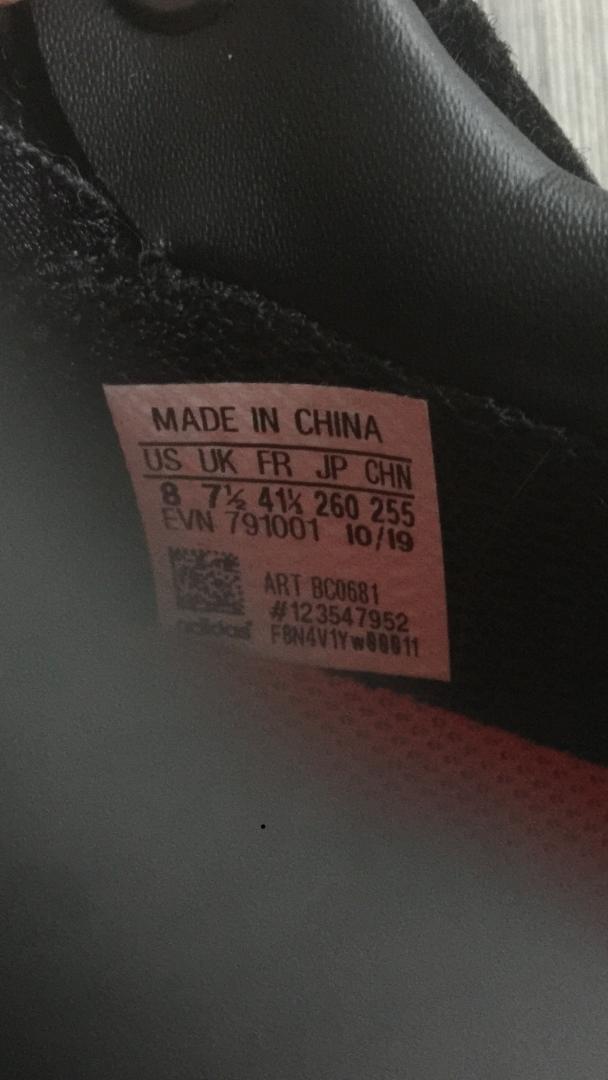 MADE IN CHINA
US UK FR JP CHN
8 7½ 41⅓ 260 255
EVN 791001 10/19
ART BC0681
#123547952
adidas F8N4V1Yw00011